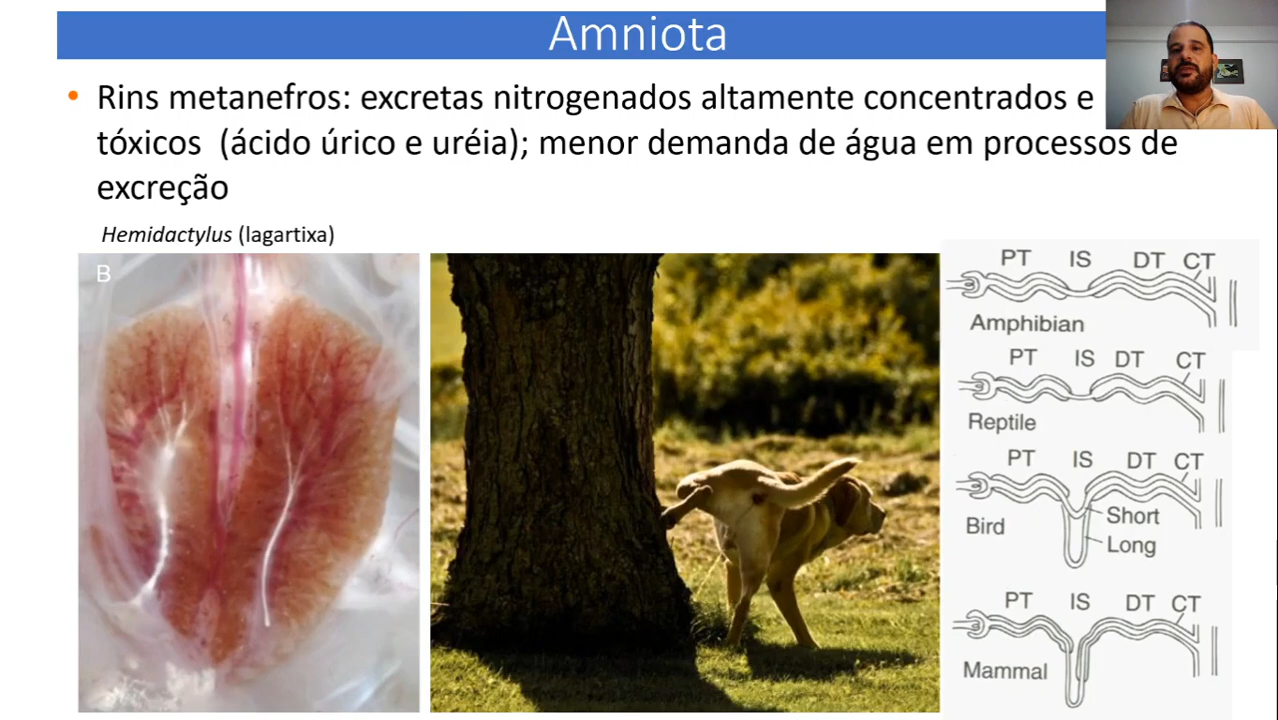 Amniota
• Rins metanefros: excretas nitrogenados altamente concentrados e
tóxicos (ácido úrico e uréia); menor demanda de água em processos de
excreção
Hemidactylus (lagartixa)
B
PT IS DT CT
Amphibian
PT IS DT CT
Reptile
PT IS DT CT
Short
Bird
Long
PT IS DT CT
Mammal